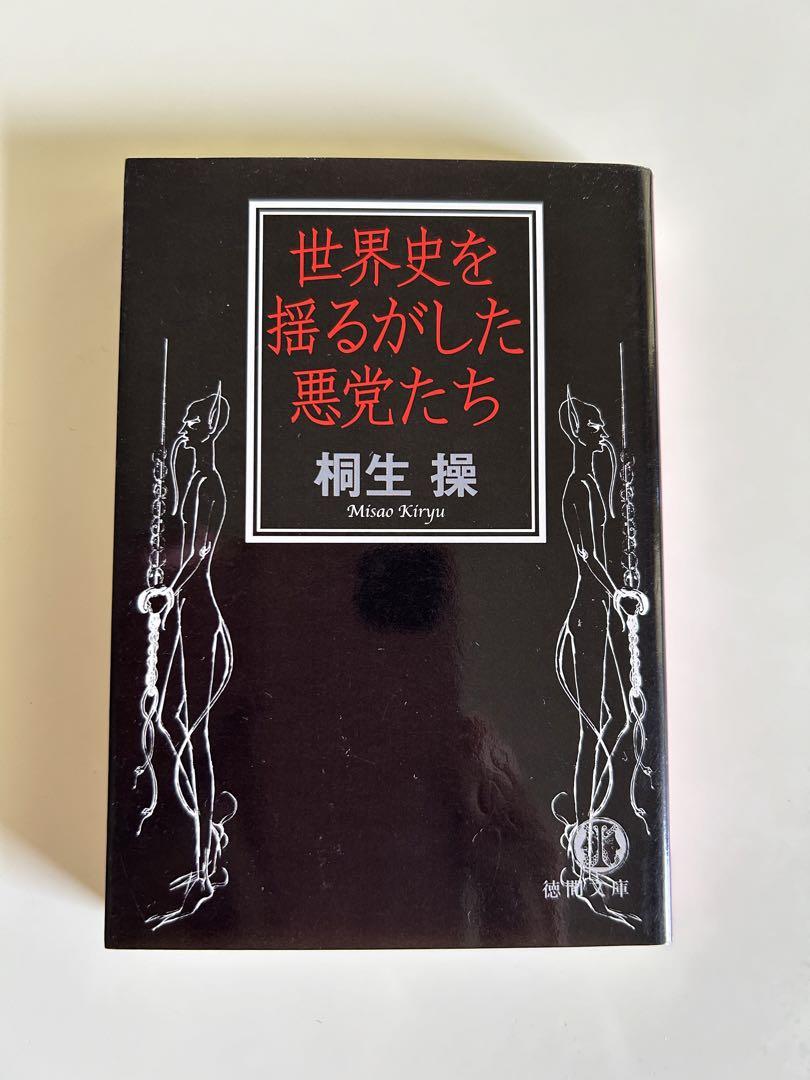 世界史を
揺るがした
悪党たち
桐生 操
Misao Kiryu
徳間文庫